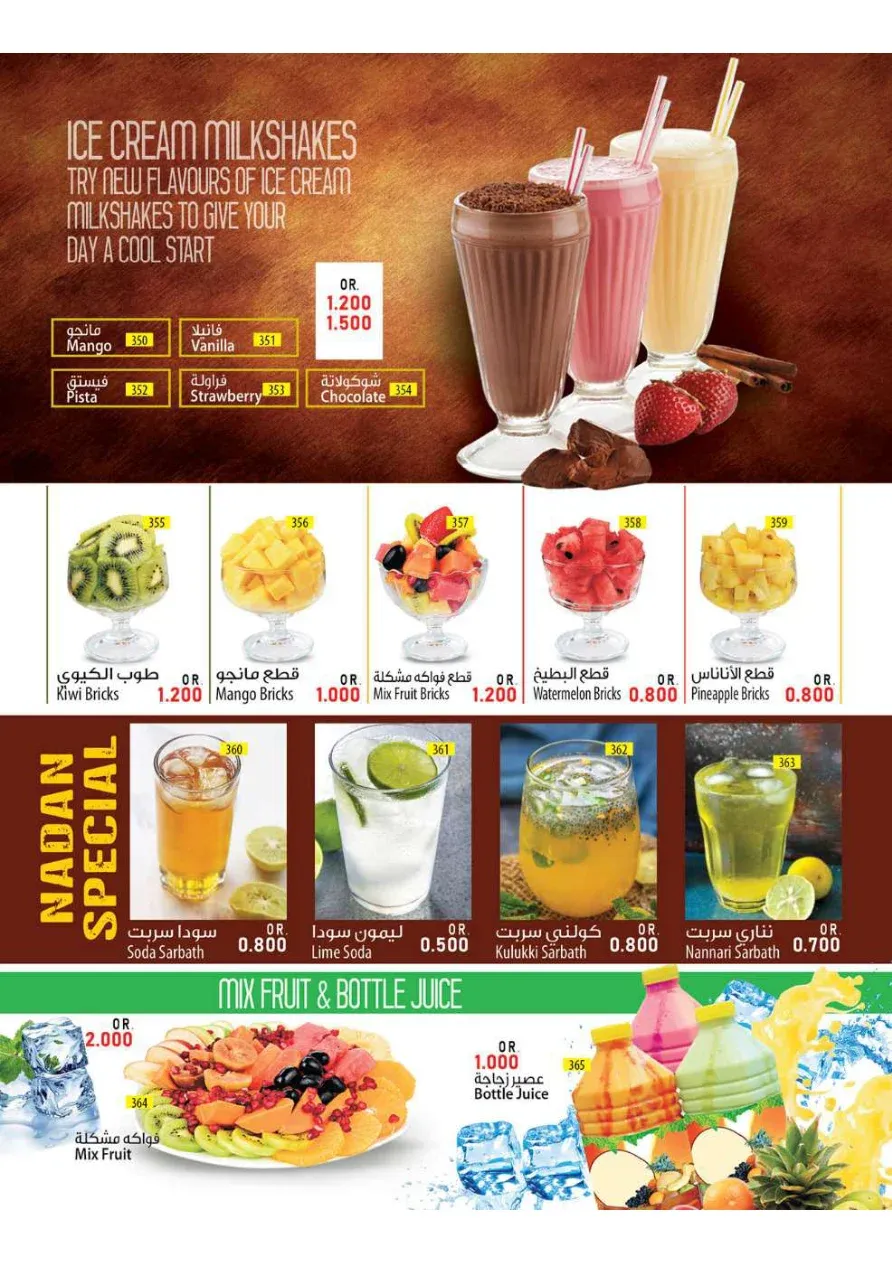 ICE CREAM MILKSHAKES
TRY NEW FLAVOURS OF ICE CREAM
MILKSHAKES TO GIVE YOUR
DAY A COOL START
OR.
1.200
1.500
مانجو
Mango 350
فانيلا
Vanilla 351
فيستق
Pista 352
فراولة
Strawberry 353
شوكولاتة
Chocolate 354
355
طوب الكيوي
Kiwi Bricks
OR.
1.200
356
قطع مانجو
Mango Bricks
OR.
1.000
357
قطع فواكه مشكلة
Mix Fruit Bricks
OR.
1.200
358
قطع البطيخ
Watermelon Bricks
OR.
0.800
359
قطع الأناناس
Pineapple Bricks
OR.
0.800
NADAN
SPECIAL
360
سودا سربت
Soda Sarbath
OR.
0.800
361
ليمون سودا
Lime Soda
OR.
0.500
362
كولني سربت
Kulukki Sarbath
OR.
0.800
363
نناري سربت
Nannari Sarbath
OR.
0.700
MIX FRUIT & BOTTLE JUICE
OR.
2.000
364
فواكه مشكلة
Mix Fruit
OR
1.000
عصير زجاجة
Bottle Juice
365